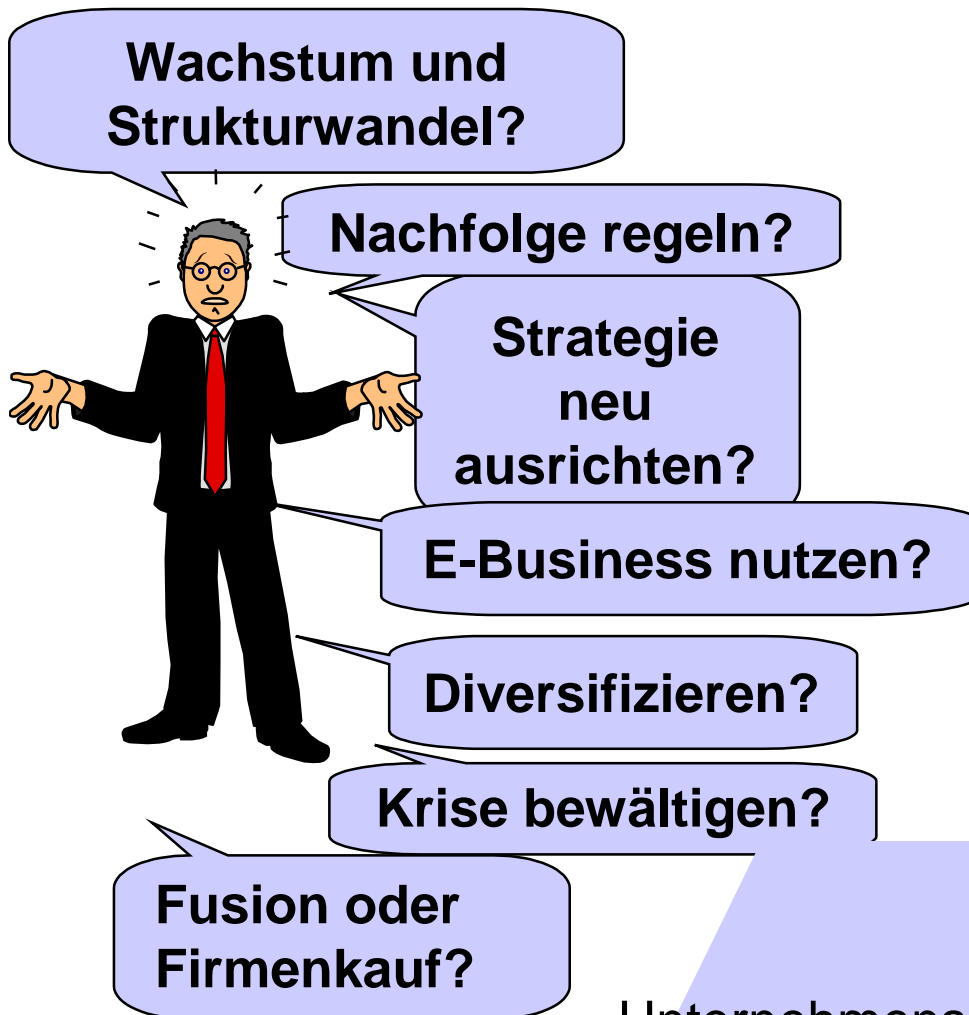 Wachstum und
Strukturwandel?
Nachfolge regeln?
Strategie
neu
ausrichten?
E-Business nutzen?
Diversifizieren?
Krise bewältigen?
Fusion oder
Firmenkauf?